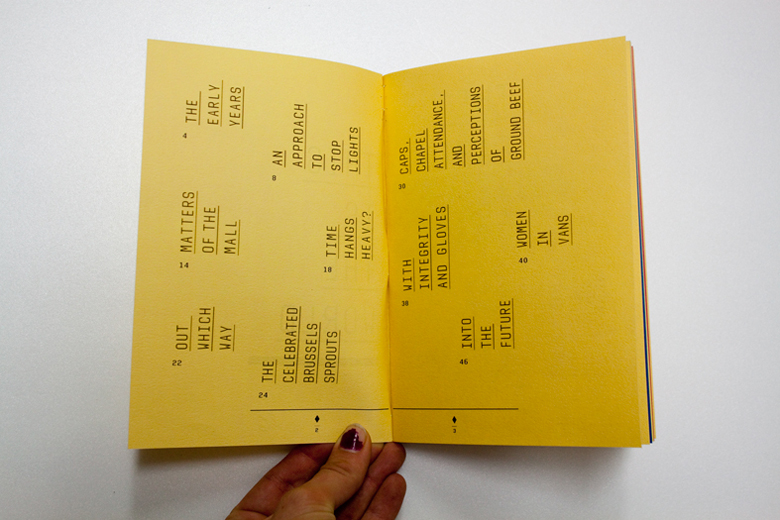 THE
EARLY
YEARS
4
AN
APPROACH
TO
STOP
LIGHTS
8
MATTERS
OF THE
MALL
14
TIME
HANGS
HEAVY?
18
OUT
WHICH
WAY
22
THE
CELEBRATED
BRUSSELS
SPROUTS
24
2
CAPS,
CHAPEL
ATTENDANCE,
AND
PERCEPTIONS
OF
GROUND BEEF
30
WITH
INTEGRITY
AND GLOVES
38
WOMEN
IN
VANS
40
INTO
THE
FUTURE
46
3